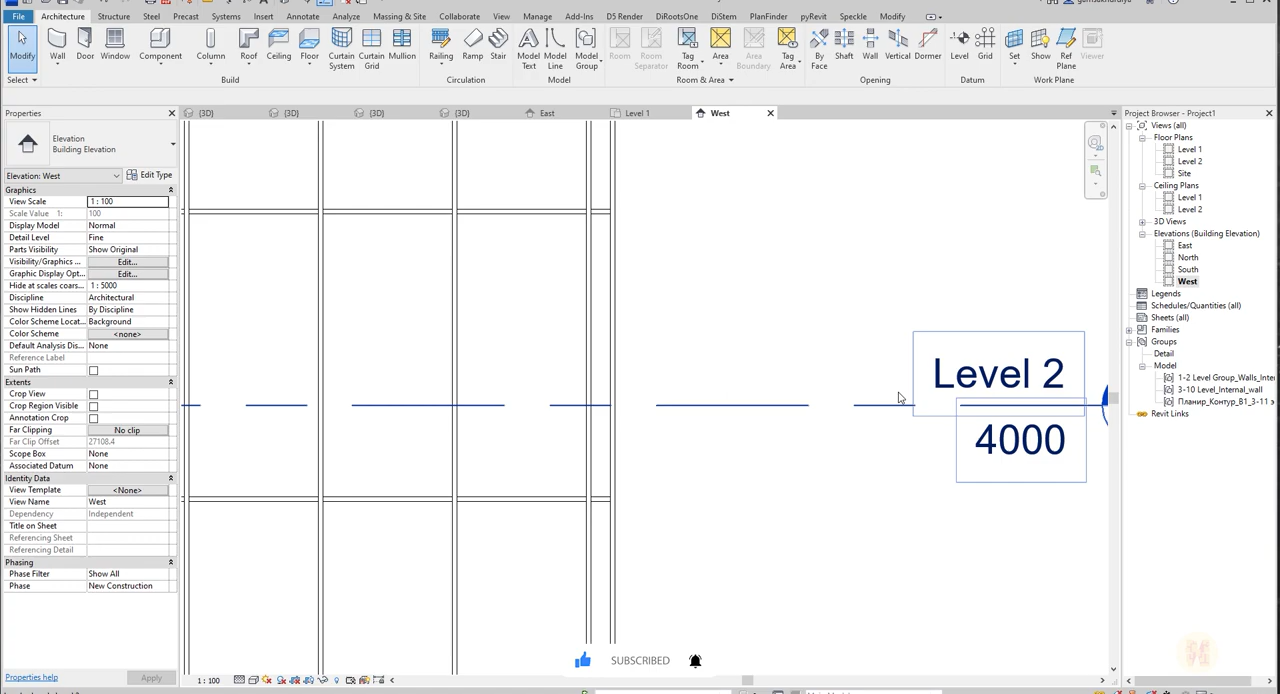 File Architecture Structure Steel Precast Systems Insert Annotate Analyze Massing & Site Collaborate View Manage Add-Ins D5 Render DiRootsOne DiStem PlanFinder pyRevit Speckle Modify
Modify Wall Door Window Component Column Roof Ceiling Floor Curtain System Curtain Grid Mullion Railing Ramp Stair Model Text Model Line Model Group Room Room Separator Tag Room Area Area Boundary Tag Area By Face Shaft Wall Vertical Dormer Level Grid Set Show Ref Plane Viewer
Select Build Circulation Model Room & Area Opening Datum Work Plane
Properties
(3D) (3D) (3D) (3D) East Level 1 West
Project Browser - Project1
Elevation
Building Elevation
Elevation: West
Edit Type
Graphics
View Scale 1 : 100
Scale Value 1: 100
Display Model Normal
Detail Level Fine
Parts Visibility Show Original
Visibility/Graphics ... Edit...
Graphic Display Opt... Edit...
Hide at scales coars... 1 : 5000
Discipline Architectural
Show Hidden Lines By Discipline
Color Scheme Locat... Background
Color Scheme <none>
Default Analysis Dis... None
Reference Label
Sun Path
Extents
Crop View
Crop Region Visible
Annotation Crop
Far Clipping No clip
Far Clip Offset 27108.4
Scope Box None
Associated Datum None
Identity Data
View Template <None>
View Name West
Dependency Independent
Title on Sheet
Referencing Sheet
Referencing Detail
Phasing
Phase Filter Show All
Phase New Construction
Properties help
Apply
Level 2
4000
SUBSCRIBED
1 : 100
Views (all)
Floor Plans
Level 1
Level 2
Site
Ceiling Plans
Level 1
Level 2
3D Views
Elevations (Building Elevation)
East
North
South
West
Legends
Schedules/Quantities (all)
Sheets (all)
Families
Groups
Detail
Model
1-2 Level Group_Walls_Inter
3-10 Level_Internal_wall
Планир_Контур_В1_3-11 э
Revit Links